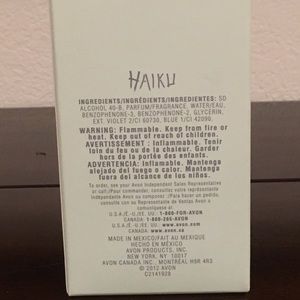 HAIKU
INGREDIENTS/INGRÉDIENTS/INGREDIENTES: SD
ALCOHOL 40-B, PARFUM/FRAGRANCE, WATER/EAU,
BENZOPHENONE-3, BENZOPHENONE-2, GLYCERIN,
EXT. VIOLET 2/CI 60730, BLUE 1/CI 42090.
WARNING: Flammable. Keep from fire or
heat. Keep out of reach of children.
AVERTISSEMENT : Inflammable. Tenir
loin du feu ou de la chaleur. Garder
hors de la portée des enfants.
ADVERTENCIA: Inflamable. Mantenga
alejado del fuego o calor. Mantenga
fuera del alcance de los niños.
To order, see your Avon Independent Sales Representative
or call/Pour commander, consultez votre représentante
indépendante Avon ou composez le /Para hacer un pedido,
consulta con tu Representante de Ventas Avon o
comunícate al:
U.S.A./É.-U./EE. UU.: 1-800-FOR-AVON
CANADA: 1-800-265-AVON
U.S.A./É.-U./EE. UU.: www.avon.com
CANADA: www.avon.ca
MADE IN MEXICO/FAIT AU MEXIQUE
HECHO EN MÉXICO
AVON PRODUCTS, INC.
NEW YORK, NY 10017
AVON CANADA INC., MONTRÉAL H9R 4R3
© 2012 AVON
C2141928